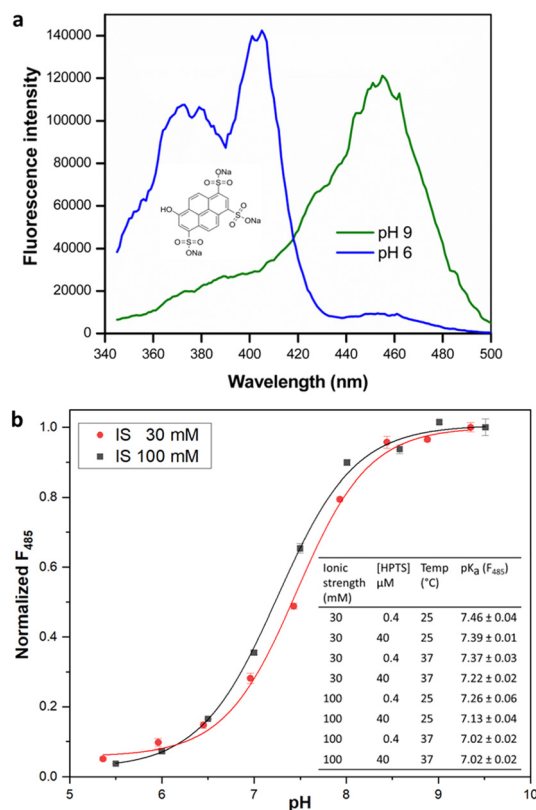 a
140000
120000
100000
80000
60000
40000
20000
0
Fluorescence intensity
ONa
O=S=O
HO
O
S-O
ONa
O=S=O
ONa
pH 9
pH 6
340 360 380 400 420 440 460 480 500
Wavelength (nm)
b
1.0
0.8
0.6
0.4
0.2
0.0
Normalized F485
IS 30 mM
IS 100 mM
Ionic strength (mM) [HPTS] µM Temp (°C) pKa (F485)
30 0.4 25 7.46 ± 0.04
30 40 25 7.39 ± 0.01
30 0.4 37 7.37 ± 0.03
30 40 37 7.22 ± 0.02
100 0.4 25 7.26 ± 0.06
100 40 25 7.13 ± 0.04
100 0.4 37 7.02 ± 0.02
100 40 37 7.02 ± 0.02
5 6 7 8 9 10
pH